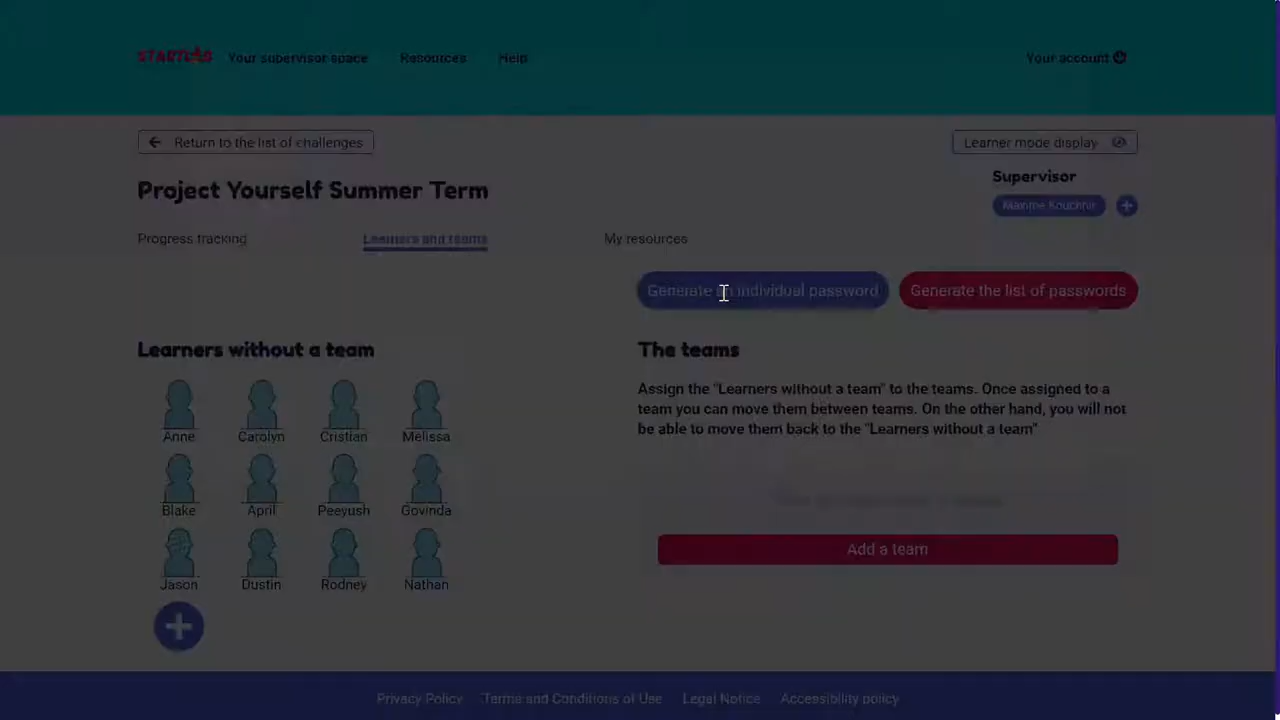 Your supervisor space
Resources
Help
Your account
Return to the list of challenges
Learner mode display
Project Yourself Summer Term
Supervisor
Progress tracking
Learners and teams
My resources
Generate an individual password
Generate the list of passwords
Learners without a team
The teams
Assign the "Learners without a team" to the teams. Once assigned to a
team you can move them between teams. On the other hand, you will not
be able to move them back to the "Learners without a team"
Anne
Carolyn
Cristian
Melissa
Blake
April
Peeyush
Govinda
Jason
Dustin
Rodney
Nathan
Add a team
Privacy Policy
Terms and Conditions of Use
Legal Notice
Accessibility policy